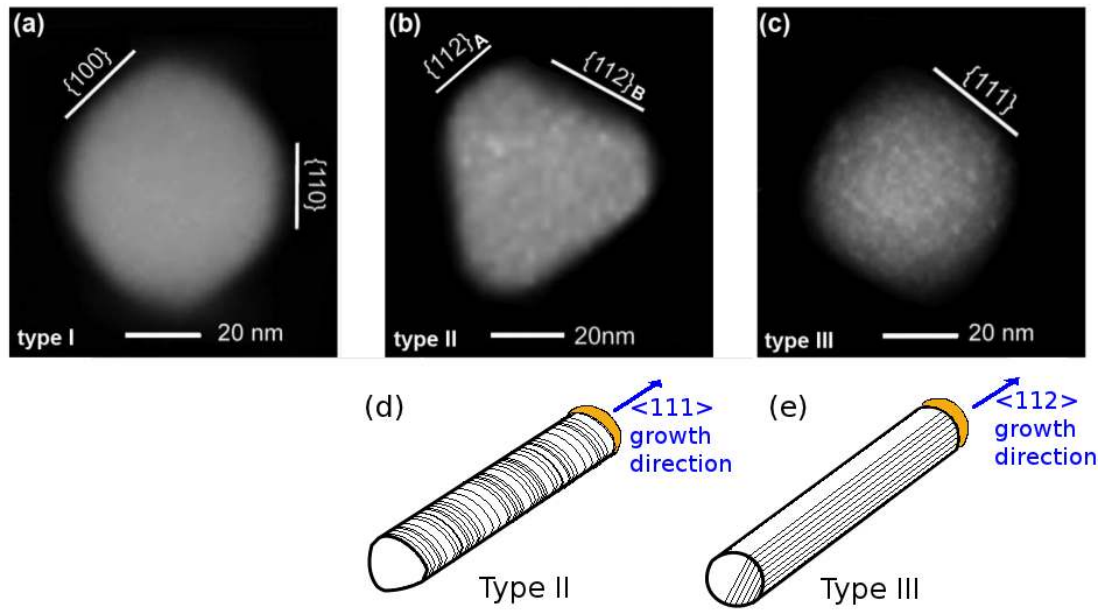 (a)
{100}
{110}
type I
20 nm
(b)
{112}A
{112}B
type II
20nm
(c)
{111}
type III
20 nm
(d)
<111>
growth
direction
Type II
(e)
<112>
growth
direction
Type III